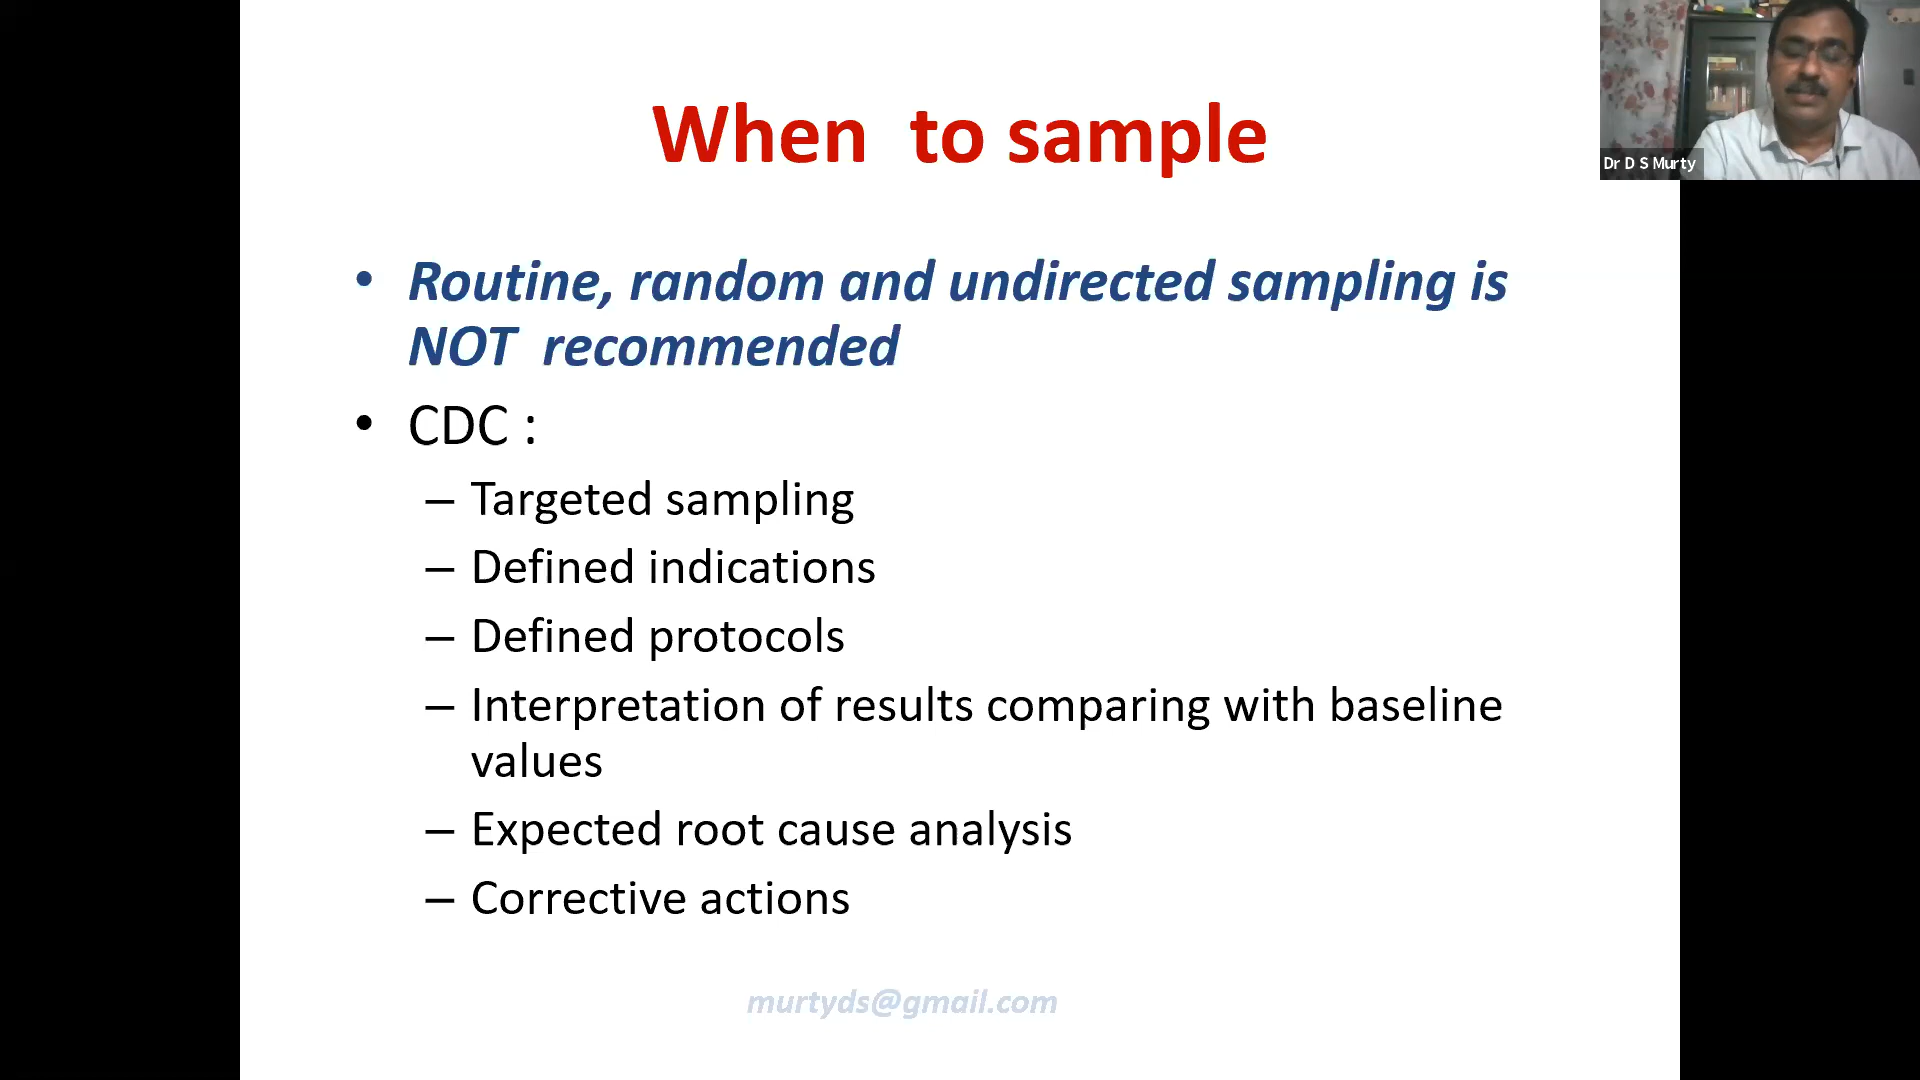 When to sample
Dr D S Murty
• Routine, random and undirected sampling is
NOT recommended
• CDC :
– Targeted sampling
– Defined indications
– Defined protocols
– Interpretation of results comparing with baseline
values
– Expected root cause analysis
– Corrective actions
murtyds@gmail.com